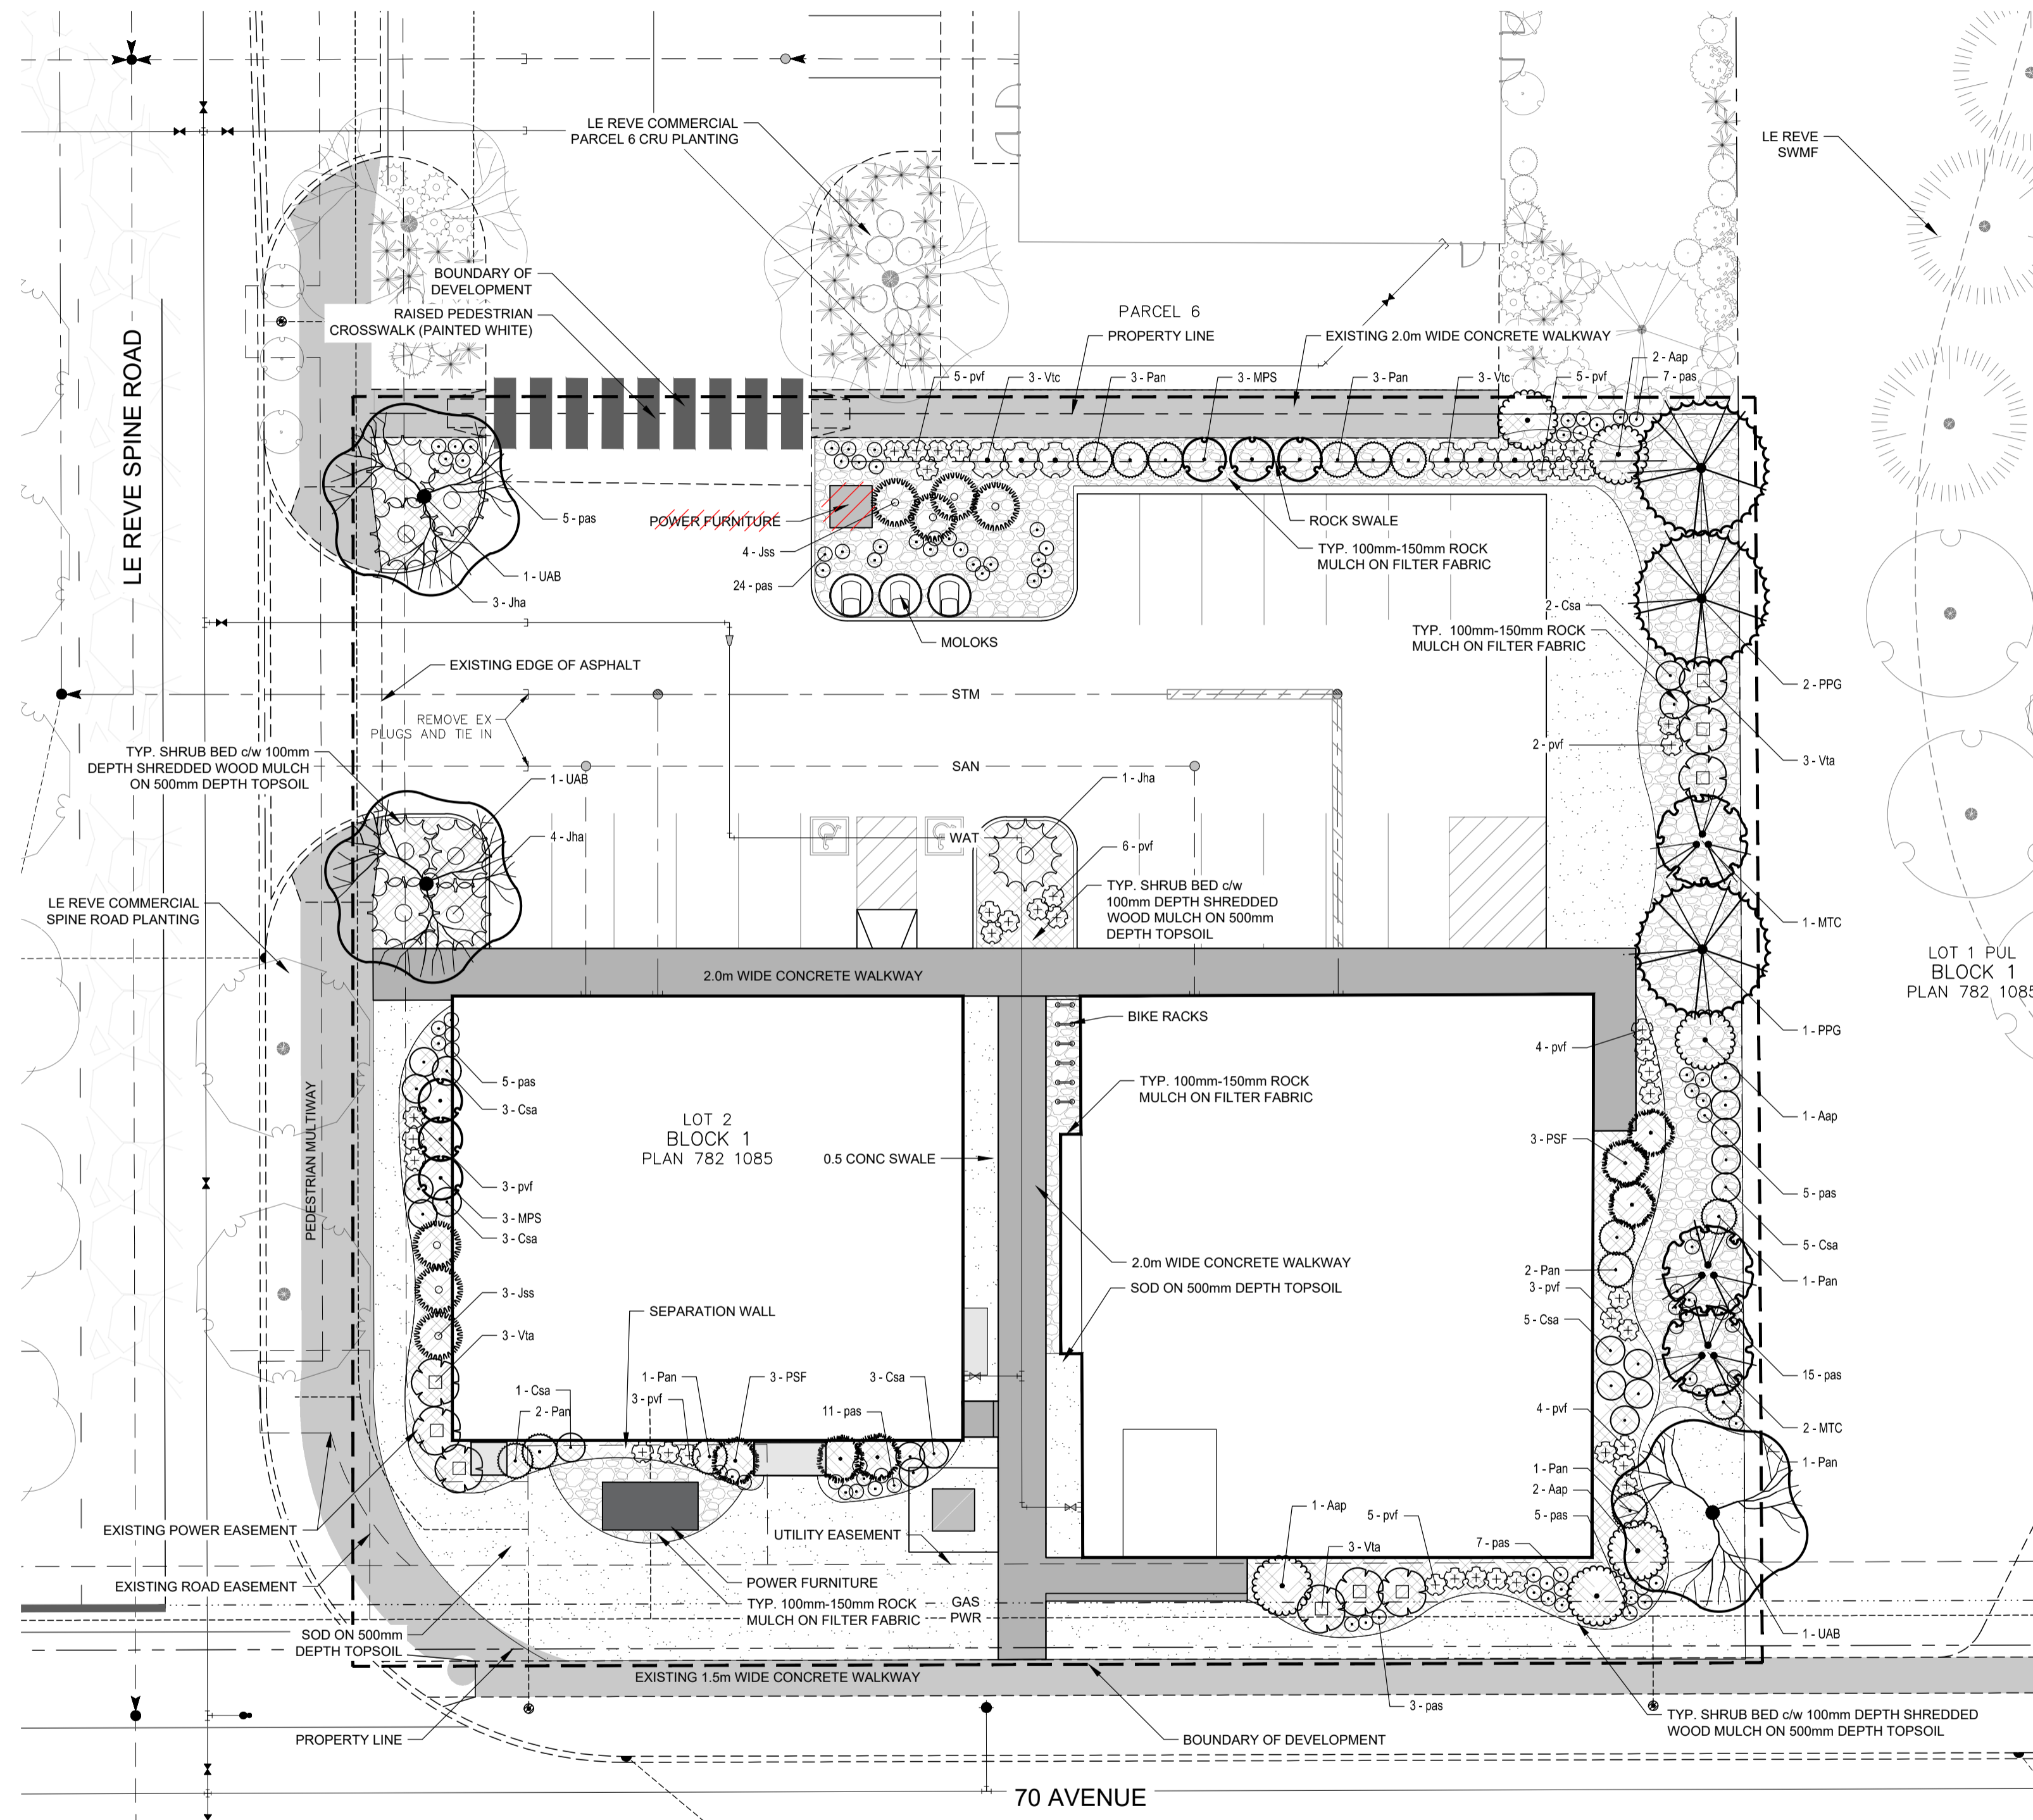 LE REVE COMMERCIAL
PARCEL 6 CRU PLANTING
LE REVE
SWMF
BOUNDARY OF
DEVELOPMENT
RAISED PEDESTRIAN
CROSSWALK (PAINTED WHITE)
PARCEL 6
PROPERTY LINE
EXISTING 2.0m WIDE CONCRETE WALKWAY
LE REVE SPINE ROAD
2 - Aap
5 - pvf
3 - Vtc
3 - Pan
3 - MPS
3 - Pan
3 - Vtc
5 - pvf
7 - pas
5 - pas
POWER FURNITURE
ROCK SWALE
4 - Jss
TYP. 100mm-150mm ROCK
MULCH ON FILTER FABRIC
1 - UAB
24 - pas
3 - Jha
2 - Csa
TYP. 100mm-150mm ROCK
MULCH ON FILTER FABRIC
MOLOKS
EXISTING EDGE OF ASPHALT
2 - PPG
STM
REMOVE EX
PLUGS AND TIE IN
2 - pvf
TYP. SHRUB BED c/w 100mm
DEPTH SHREDDED WOOD MULCH
ON 500mm DEPTH TOPSOIL
3 - Vta
SAN
1 - UAB
1 - Jha
4 - Jha
WAT
6 - pvf
LE REVE COMMERCIAL
SPINE ROAD PLANTING
TYP. SHRUB BED c/w
100mm DEPTH SHREDDED
WOOD MULCH ON 500mm
DEPTH TOPSOIL
1 - MTC
LOT 1 PUL
BLOCK 1
PLAN 782 1085
2.0m WIDE CONCRETE WALKWAY
BIKE RACKS
1 - PPG
4 - pvf
5 - pas
3 - Csa
TYP. 100mm-150mm ROCK
MULCH ON FILTER FABRIC
1 - Aap
LOT 2
BLOCK 1
PLAN 782 1085
0.5 CONC SWALE
3 - PSF
PEDESTRIAN MULTIWAY
3 - pvf
5 - pas
3 - MPS
3 - Csa
5 - Csa
2.0m WIDE CONCRETE WALKWAY
2 - Pan
1 - Pan
3 - pvf
SOD ON 500mm DEPTH TOPSOIL
3 - Jss
SEPARATION WALL
5 - Csa
3 - Vta
1 - Csa
1 - Pan
3 - PSF
3 - Csa
15 - pas
2 - Pan
3 - pvf
11 - pas
4 - pvf
2 - MTC
1 - Pan
1 - Pan
2 - Aap
5 - pas
1 - Aap
5 - pvf
EXISTING POWER EASEMENT
UTILITY EASEMENT
7 - pas
3 - Vta
EXISTING ROAD EASEMENT
POWER FURNITURE
TYP. 100mm-150mm ROCK
MULCH ON FILTER FABRIC
GAS
PWR
SOD ON 500mm
DEPTH TOPSOIL
1 - UAB
EXISTING 1.5m WIDE CONCRETE WALKWAY
3 - pas
TYP. SHRUB BED c/w 100mm DEPTH SHREDDED
WOOD MULCH ON 500mm DEPTH TOPSOIL
PROPERTY LINE
BOUNDARY OF DEVELOPMENT
70 AVENUE